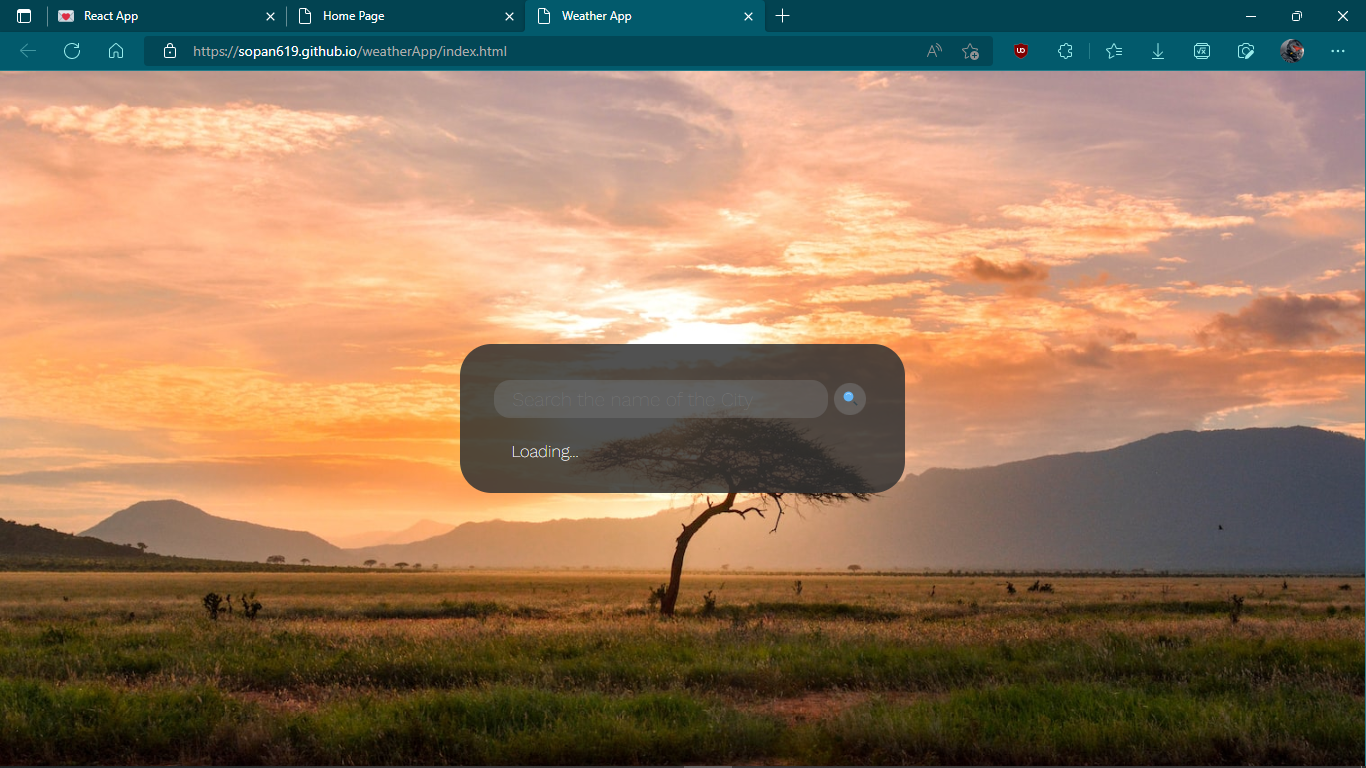 React App
Home Page
Weather App
https://sopan619.github.io/weatherApp/index.html
Search the name of the City
Loading...